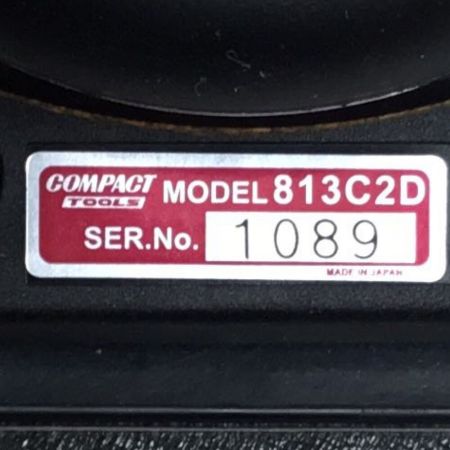 COMPACT TOOLS MODEL 813C2D
SER.No. 1089
MADE IN JAPAN